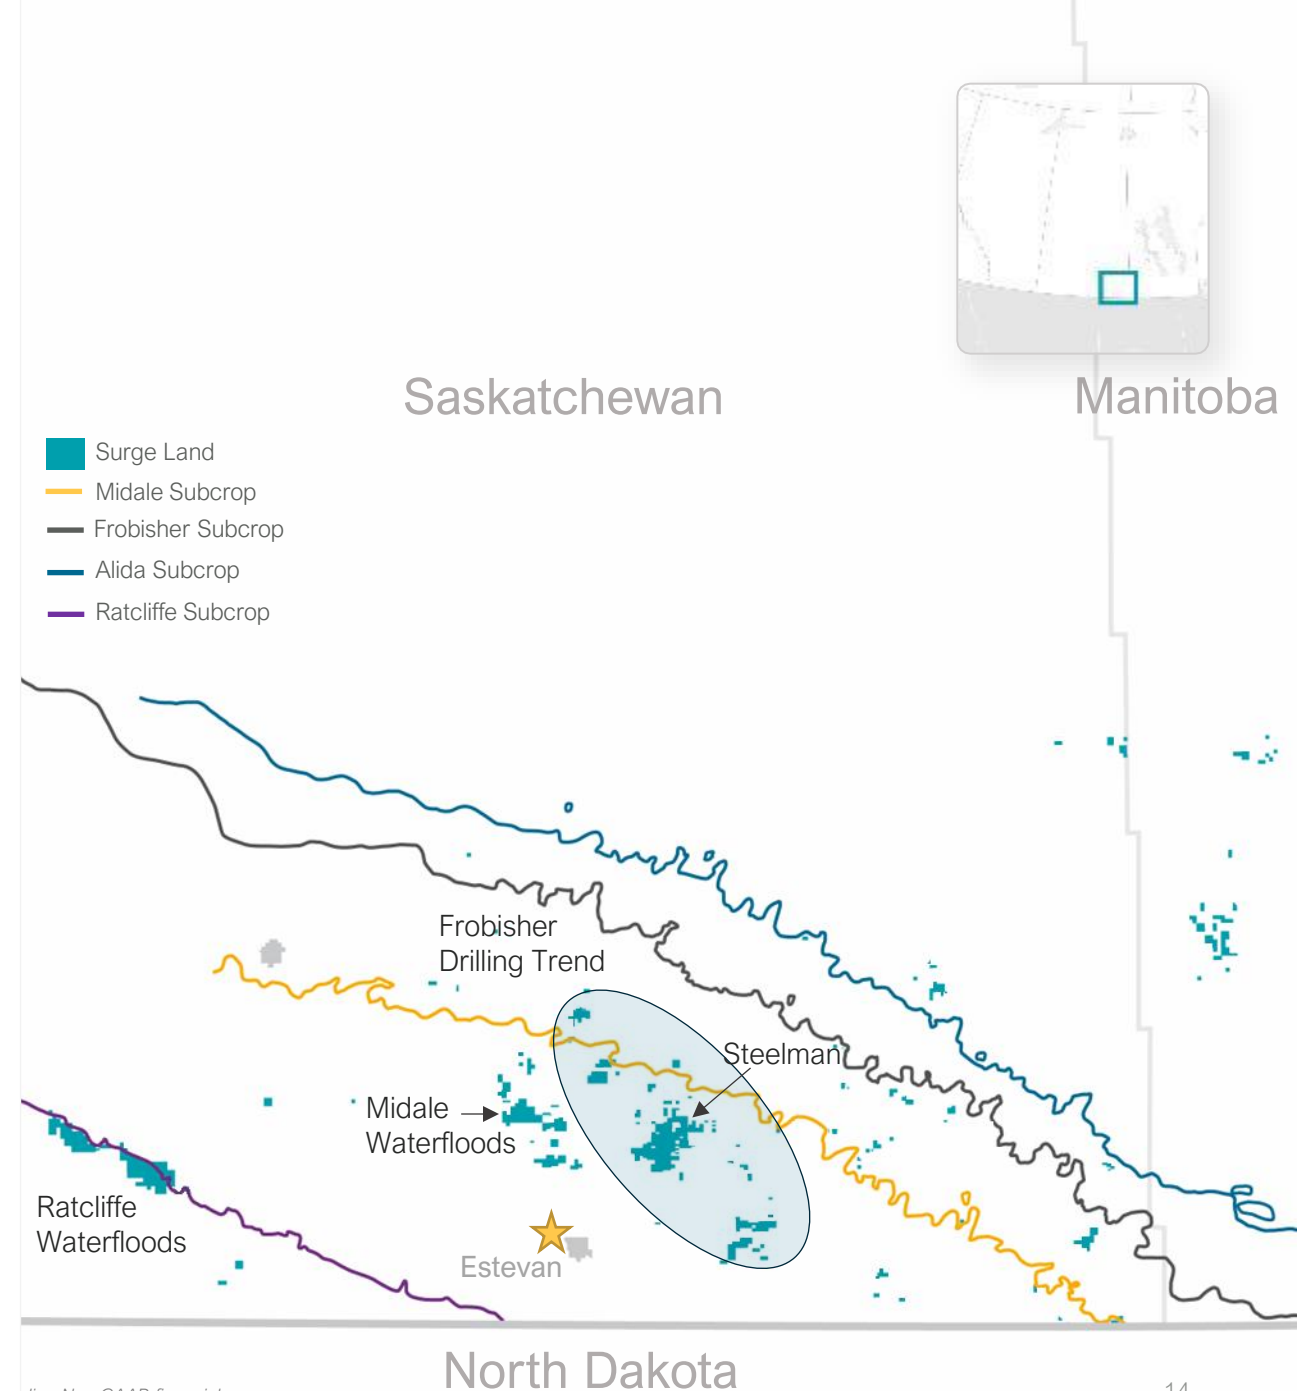 Saskatchewan
Manitoba
Surge Land
Midale Subcrop
Frobisher Subcrop
Alida Subcrop
Ratcliffe Subcrop
Frobisher
Drilling Trend
Steelman
Midale
Waterfloods
Ratcliffe
Waterfloods
Estevan
North Dakota
14